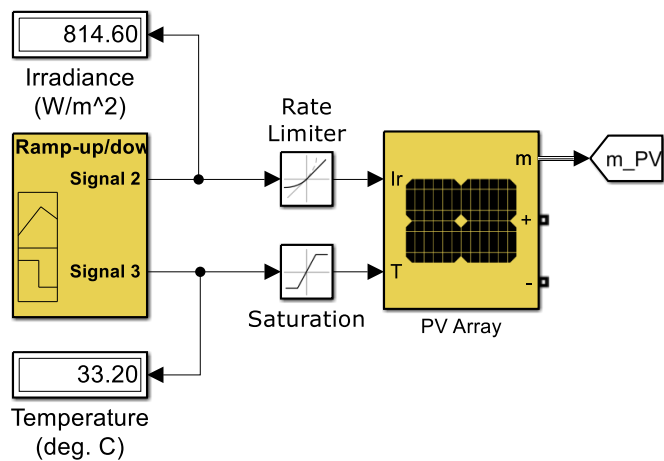 814.60
Irradiance
(W/m^2)
Ramp-up/dow
Signal 2
Signal 3
33.20
Temperature
(deg. C)
Rate
Limiter
Saturation
Ir
T
m
+
-
PV Array
m_PV